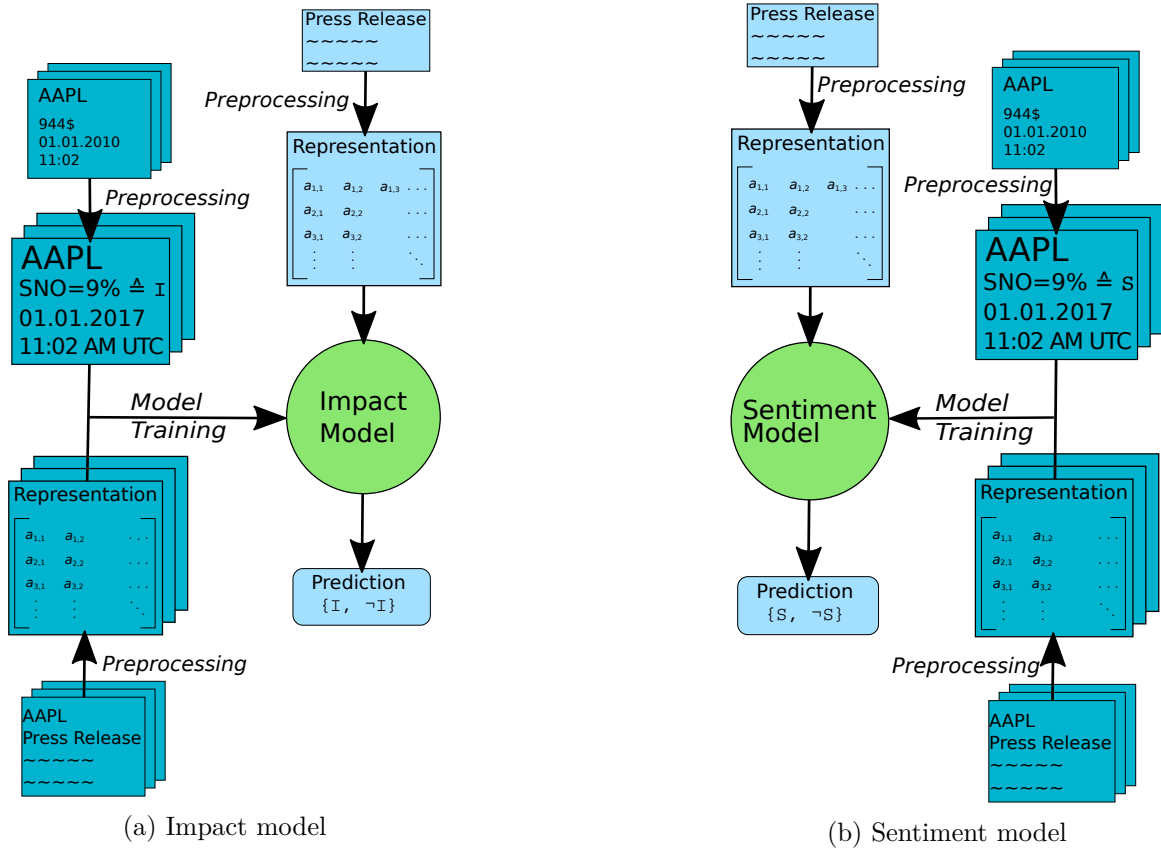 Press Release
~~~~~
~~~~~
Preprocessing
AAPL
944$
01.01.2010
11:02
Preprocessing
Representation
a1,1 a1,2 a1,3 ...
a2,1 a2,2 ...
a3,1 a3,2 ...
⋮ ⋮ ⋱
AAPL
SNO=9% ≙ I
01.01.2017
11:02 AM UTC
Model
Training
Impact
Model
Representation
a1,1 a1,2 ...
a2,1 a2,2 ...
a3,1 a3,2 ...
⋮ ⋮ ⋱
Prediction
{I, ¬I}
Preprocessing
AAPL
Press Release
~~~~~
~~~~~
(a) Impact model
Press Release
~~~~~
~~~~~
Preprocessing
AAPL
944$
01.01.2010
11:02
Preprocessing
Representation
a1,1 a1,2 a1,3 ...
a2,1 a2,2 ...
a3,1 a3,2 ...
⋮ ⋮ ⋱
AAPL
SNO=9% ≙ S
01.01.2017
11:02 AM UTC
Sentiment
Model
Model
Training
Representation
a1,1 a1,2 ...
a2,1 a2,2 ...
a3,1 a3,2 ...
⋮ ⋮ ⋱
Prediction
{S, ¬S}
Preprocessing
AAPL
Press Release
~~~~~
~~~~~
(b) Sentiment model